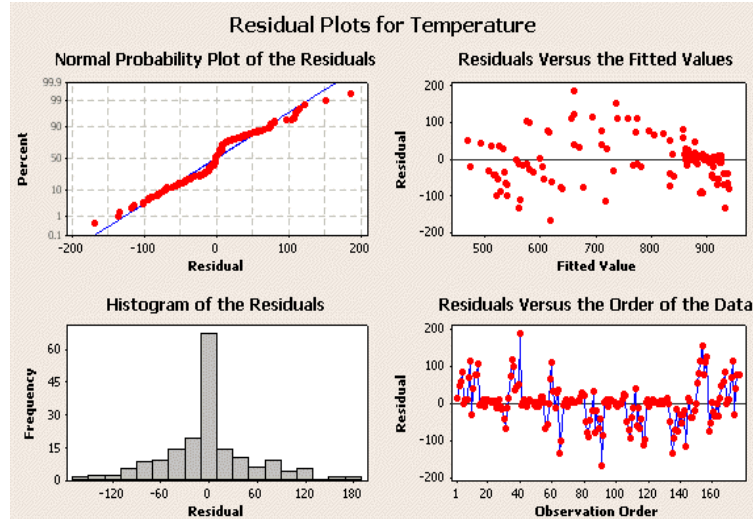 Residual Plots for Temperature
Normal Probability Plot of the Residuals
99.9
99
90
50
10
1
0.1
Percent
-200 -100 0 100 200
Residual
Residuals Versus the Fitted Values
200
100
0
-100
-200
Residual
500 600 700 800 900
Fitted Value
Histogram of the Residuals
60
45
30
15
0
Frequency
-120 -60 0 60 120 180
Residual
Residuals Versus the Order of the Data
200
100
0
-100
-200
Residual
1 20 40 60 80 100 120 140 160
Observation Order